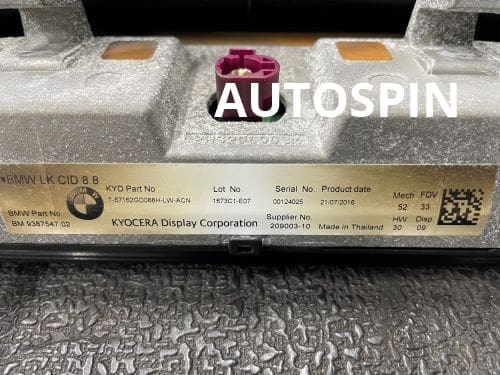 AUTOSPIN
BMW LK CID 8.8
KYD Part No
Lot No.
Serial No.
Product date
Mech FDV
T-57162GD088H-LW-ACN
1673C1-E07
00124025
21/07/2016
52 33
BMW Part No
BM 9387547 02
KYOCERA Display Corporation
Supplier No.
209003-10
Made in Thailand
HW Disp
30 09